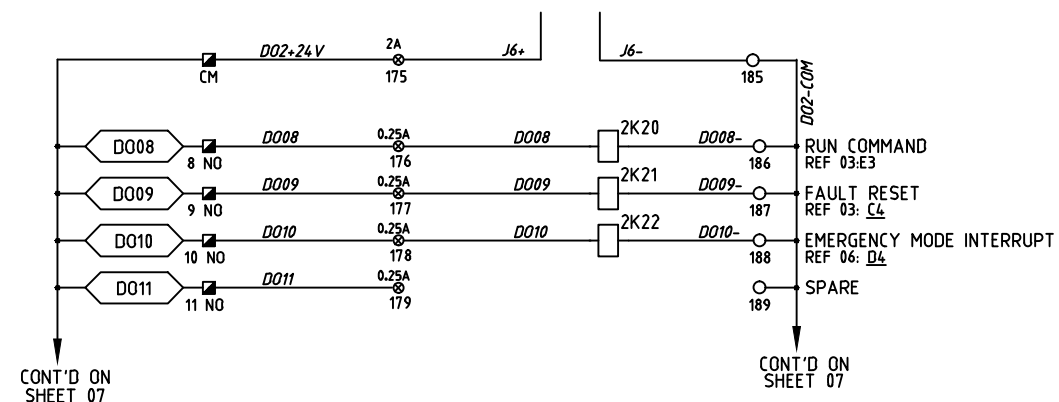 2A
DO2+24V
J6+
J6-
CM
175
185
DO2-COM
0.25A
DO08
DO08
DO08
2K20
DO08-
RUN COMMAND
8 NO
176
186
REF 03:E3
0.25A
DO09
DO09
DO09
2K21
DO09-
FAULT RESET
9 NO
177
187
REF 03: C4
0.25A
DO10
DO10
DO10
2K22
DO10-
EMERGENCY MODE INTERRUPT
10 NO
178
188
REF 06: D4
0.25A
DO11
DO11
SPARE
11 NO
179
189
CONT'D ON
SHEET 07
CONT'D ON
SHEET 07